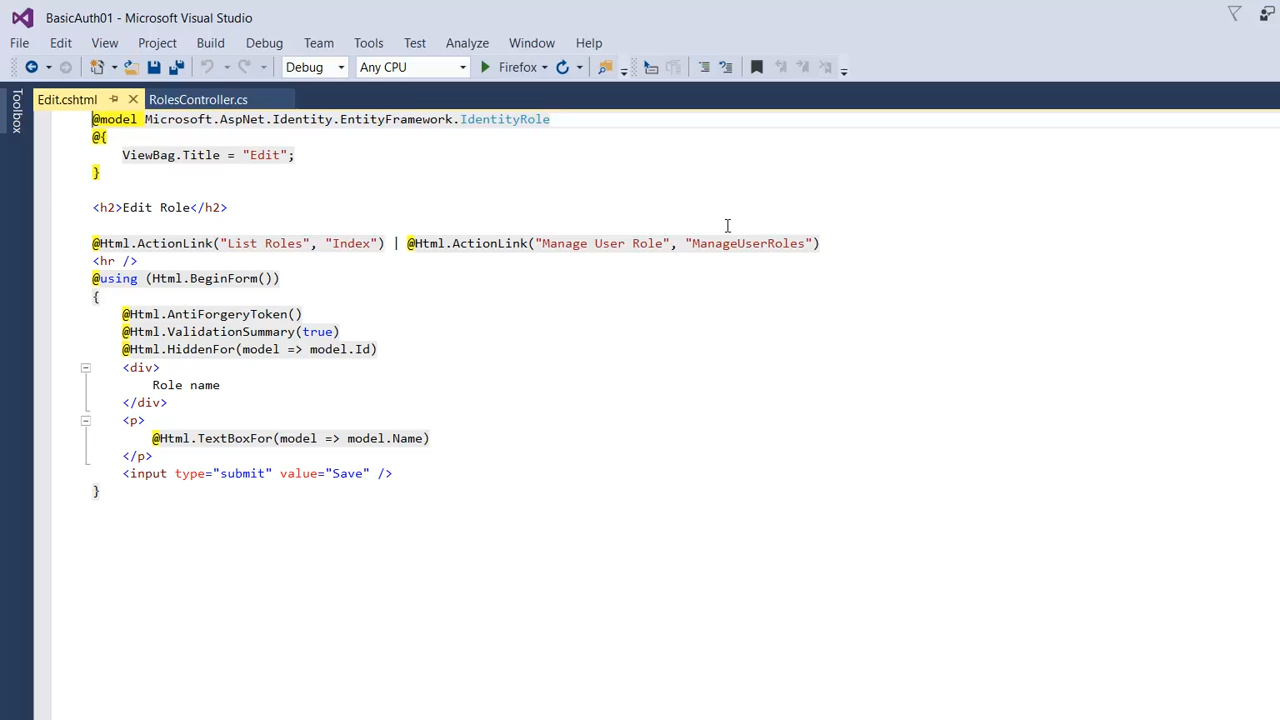 BasicAuth01 - Microsoft Visual Studio
File Edit View Project Build Debug Team Tools Test Analyze Window Help
Debug Any CPU Firefox
Toolbox
Edit.cshtml RolesController.cs
@model Microsoft.AspNet.Identity.EntityFramework.IdentityRole
@{
ViewBag.Title = "Edit";
}
<h2>Edit Role</h2>
@Html.ActionLink("List Roles", "Index") | @Html.ActionLink("Manage User Role", "ManageUserRoles")
<hr />
@using (Html.BeginForm())
{
@Html.AntiForgeryToken()
@Html.ValidationSummary(true)
@Html.HiddenFor(model => model.Id)
<div>
Role name
</div>
<p>
@Html.TextBoxFor(model => model.Name)
</p>
<input type="submit" value="Save" />
}